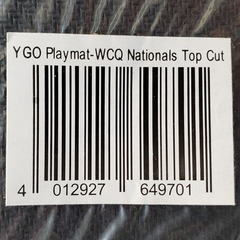 YGO Playmat-WCQ Nationals Top Cut
4 012927 649701